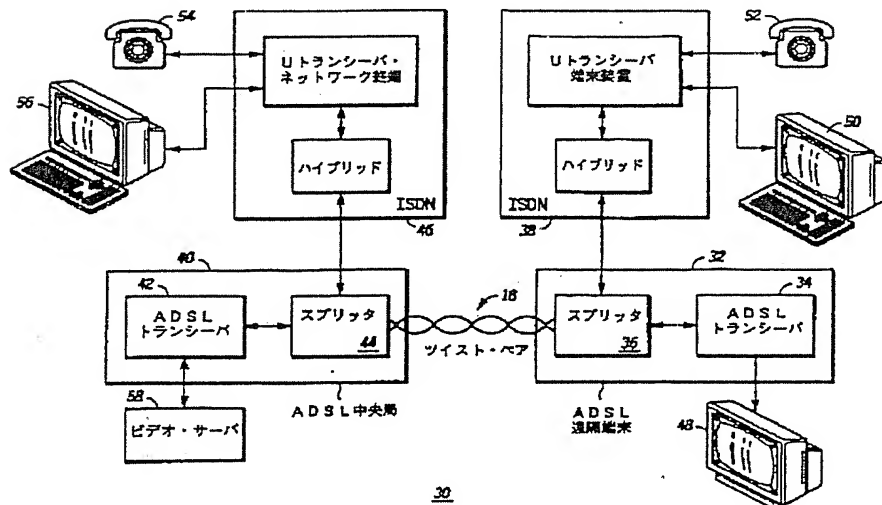 54
52
Uトランシーバ・
ネットワーク終端
Uトランシーバ
端末装置
56
50
ハイブリッド
ハイブリッド
ISDN
ISDN
46
38
40
32
42
34
ADSL
トランシーバ
スプリッタ
44
18
ツイスト・ペア
スプリッタ
36
ADSL
トランシーバ
58
ビデオ・サーバ
ADSL中央局
ADSL
遠隔端末
48
30